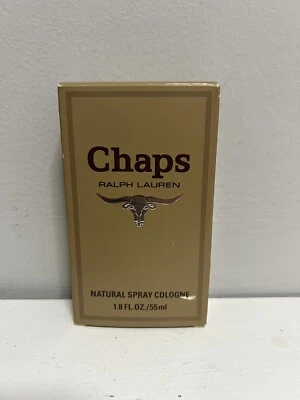 Chaps
RALPH LAUREN
NATURAL SPRAY COLOGNE
1.8 FL.OZ./55ml